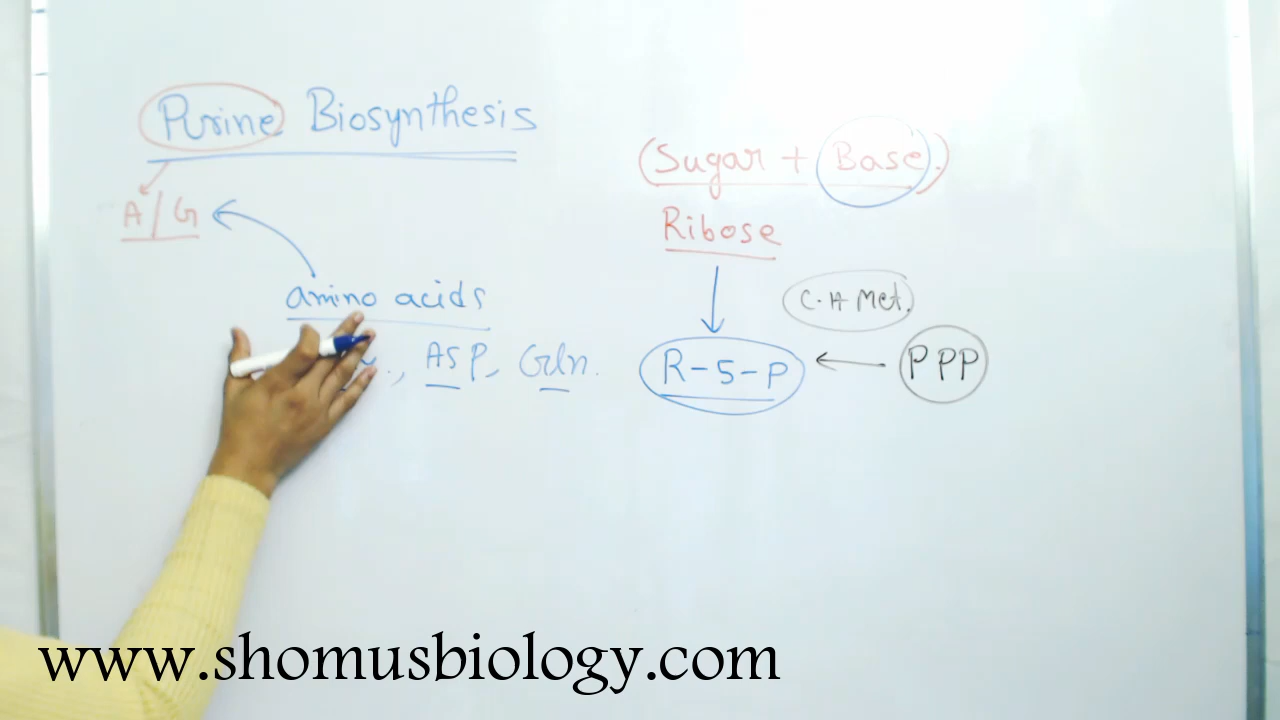 Purine Biosynthesis
A/G
amino acids
., ASP, Gln.
(Sugar + Base.)
Ribose
C.H Met.
R-5-P
PPP
www.shomusbiology.com